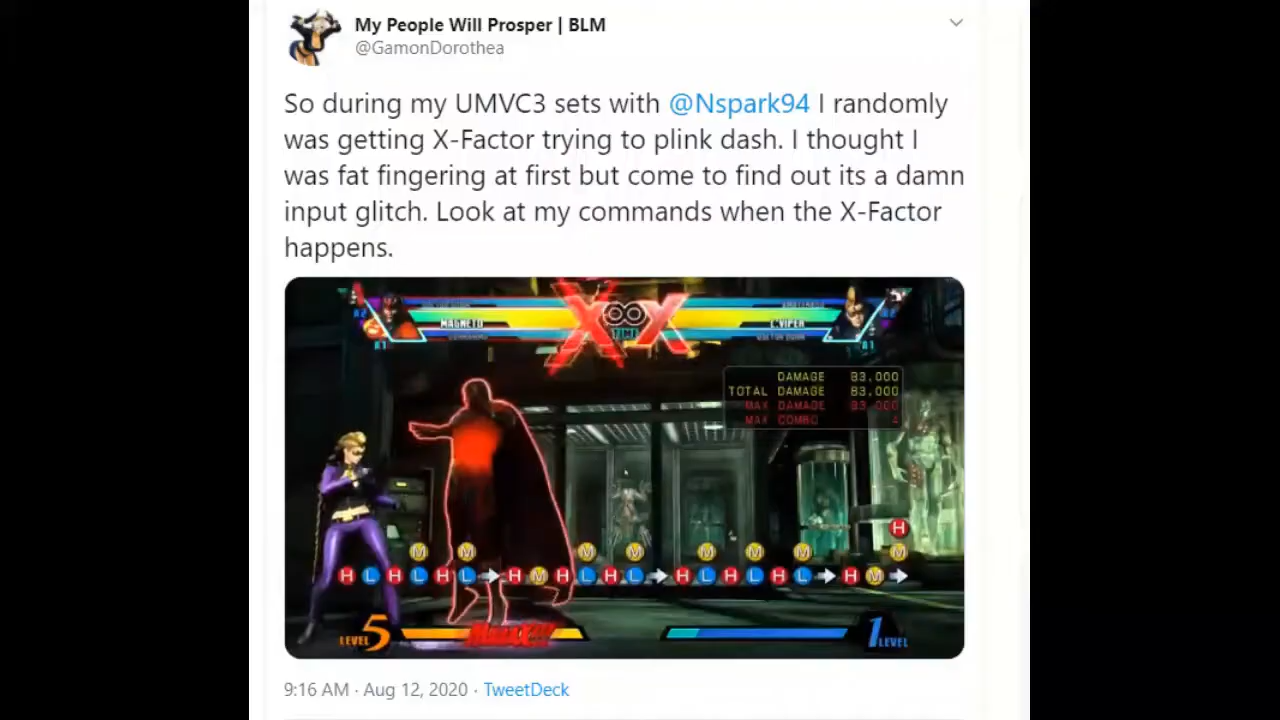 My People Will Prosper | BLM
@GamonDorothea
So during my UMVC3 sets with @Nspark94 I randomly
was getting X-Factor trying to plink dash. I thought I
was fat fingering at first but come to find out its a damn
input glitch. Look at my commands when the X-Factor
happens.
MAGNETO
TIME
C.VIPER
DAMAGE 83,000
TOTAL DAMAGE 83,000
MAX DAMAGE 83,000
MAX COMBO 4
H
M M M M M M M M
H L H L H L H M H L H L H L H L H L H M
LEVEL 5
1 LEVEL
9:16 AM · Aug 12, 2020 · TweetDeck